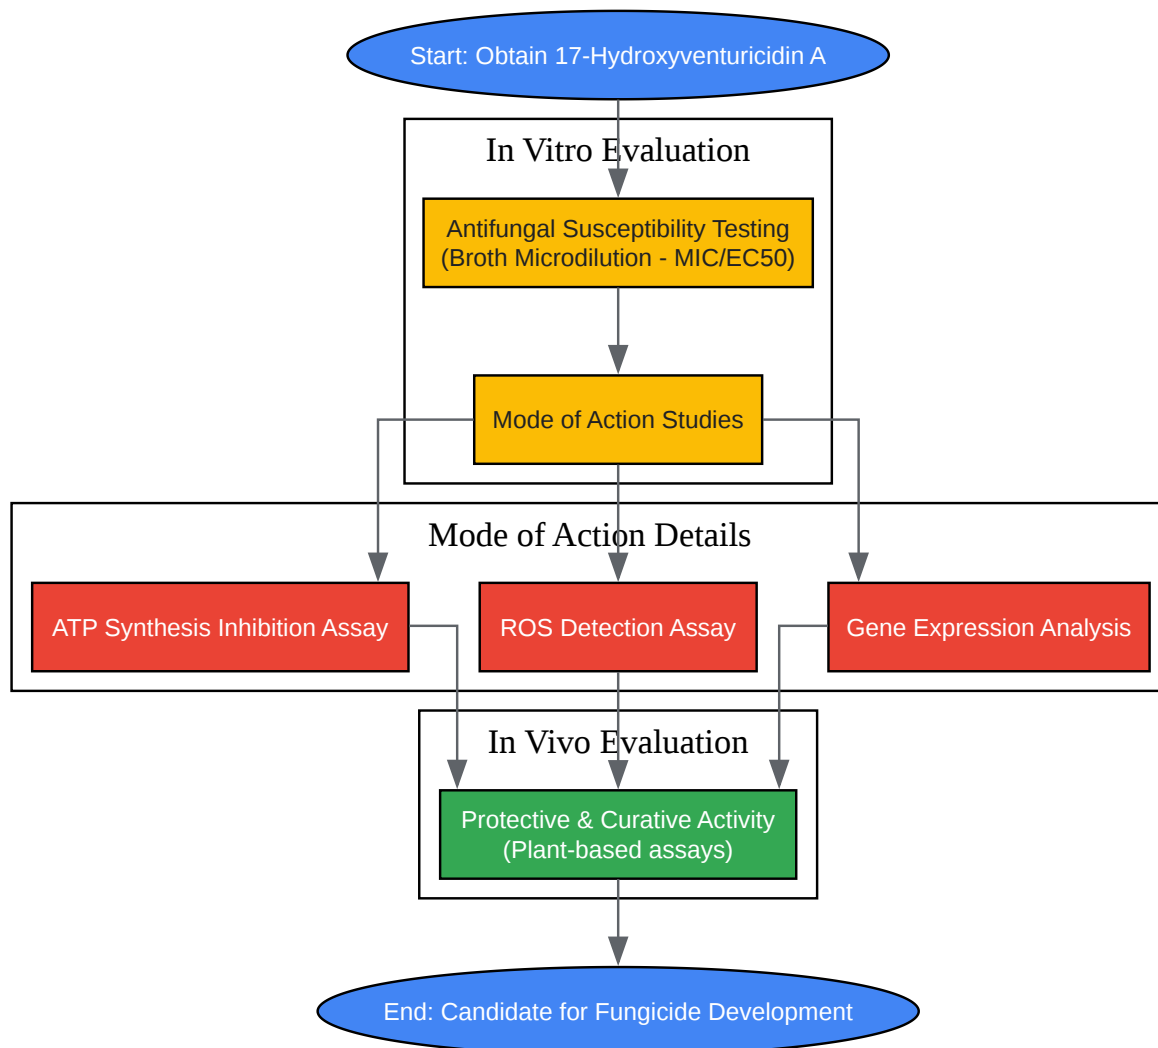 Start: Obtain 17-Hydroxyventuricidin A
In Vitro Evaluation
Antifungal Susceptibility Testing
(Broth Microdilution - MIC/EC50)
Mode of Action Studies
Mode of Action Details
ATP Synthesis Inhibition Assay
ROS Detection Assay
Gene Expression Analysis
In Vivo Evaluation
Protective & Curative Activity
(Plant-based assays)
End: Candidate for Fungicide Development